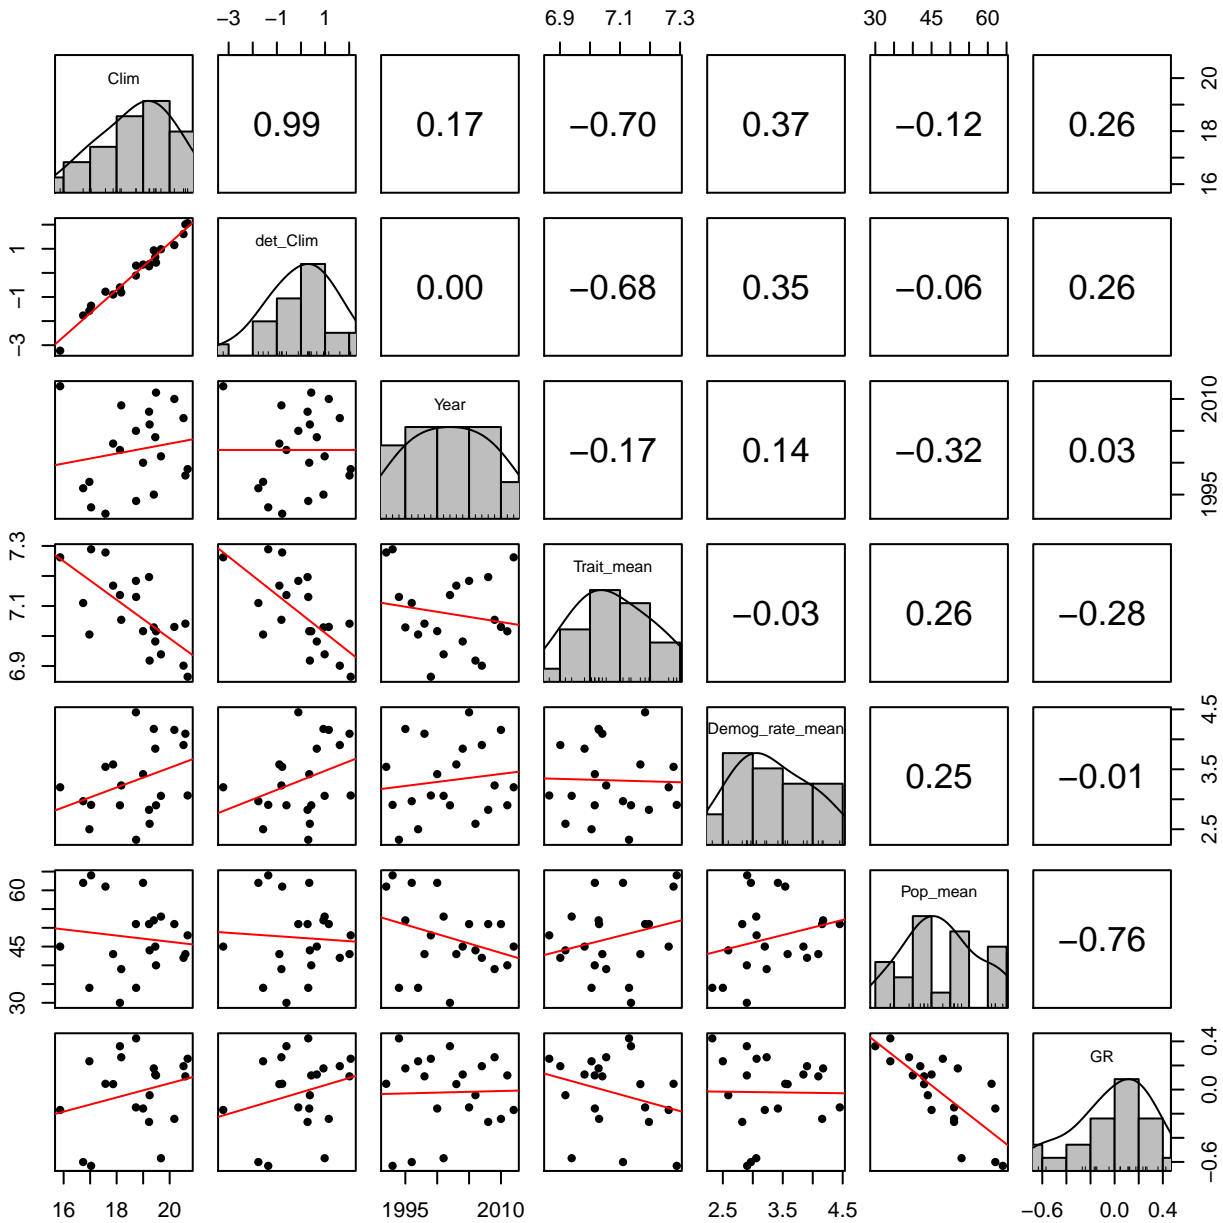 −3 −1 1 6.9 7.1 7.3 30 45 60
Clim 0.99 0.17 −0.70 0.37 −0.12 0.26 16 18 20
−3 −1 1 det_Clim 0.00 −0.68 0.35 −0.06 0.26
Year −0.17 0.14 −0.32 0.03 1995 2010
6.9 7.1 7.3 Trait_mean −0.03 0.26 −0.28
Demog_rate_mean 0.25 −0.01 2.5 3.5 4.5
30 45 60 Pop_mean −0.76
GR −0.6 0.0 0.4
16 18 20 1995 2010 2.5 3.5 4.5 −0.6 0.0 0.4